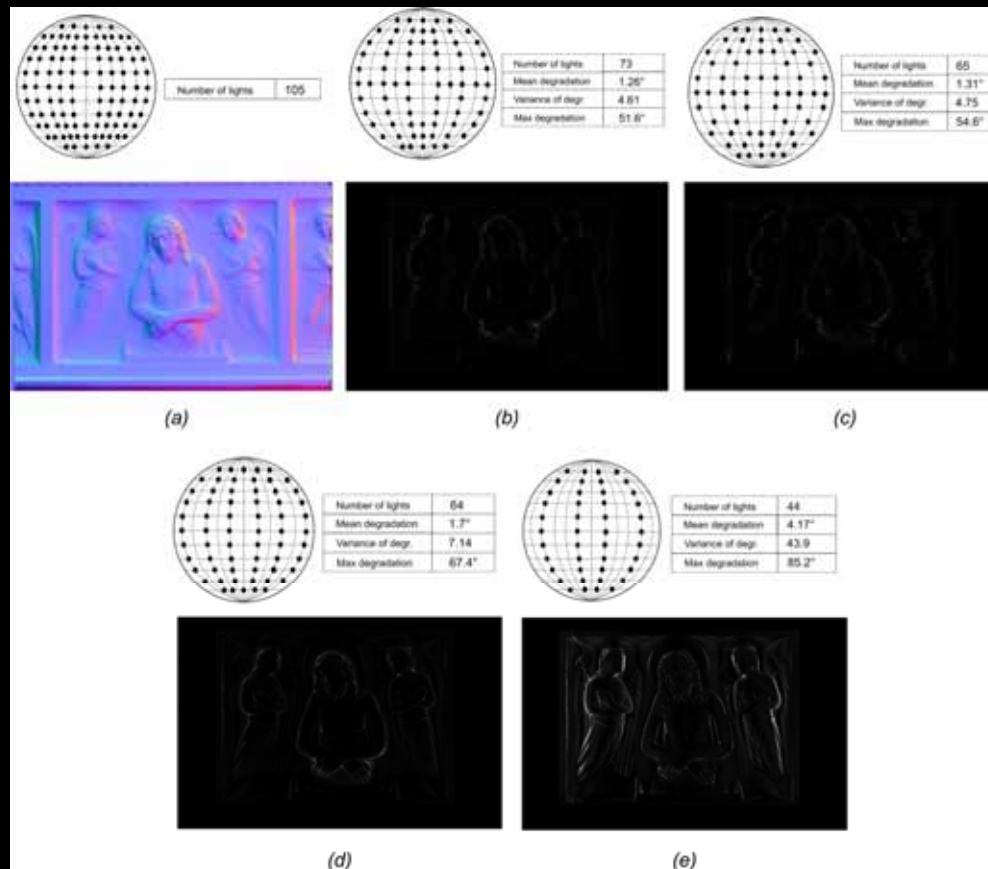 Number of lights 105
Number of lights 73
Mean degradation 1.26°
Variance of degr. 4.61
Max degradation 51.6°
Number of lights 65
Mean degradation 1.31°
Variance of degr. 4.75
Max degradation 54.6°
(a)
(b)
(c)
Number of lights 64
Mean degradation 1.7°
Variance of degr. 7.14
Max degradation 67.4°
Number of lights 44
Mean degradation 4.17°
Variance of degr. 43.9
Max degradation 85.2°
(d)
(e)